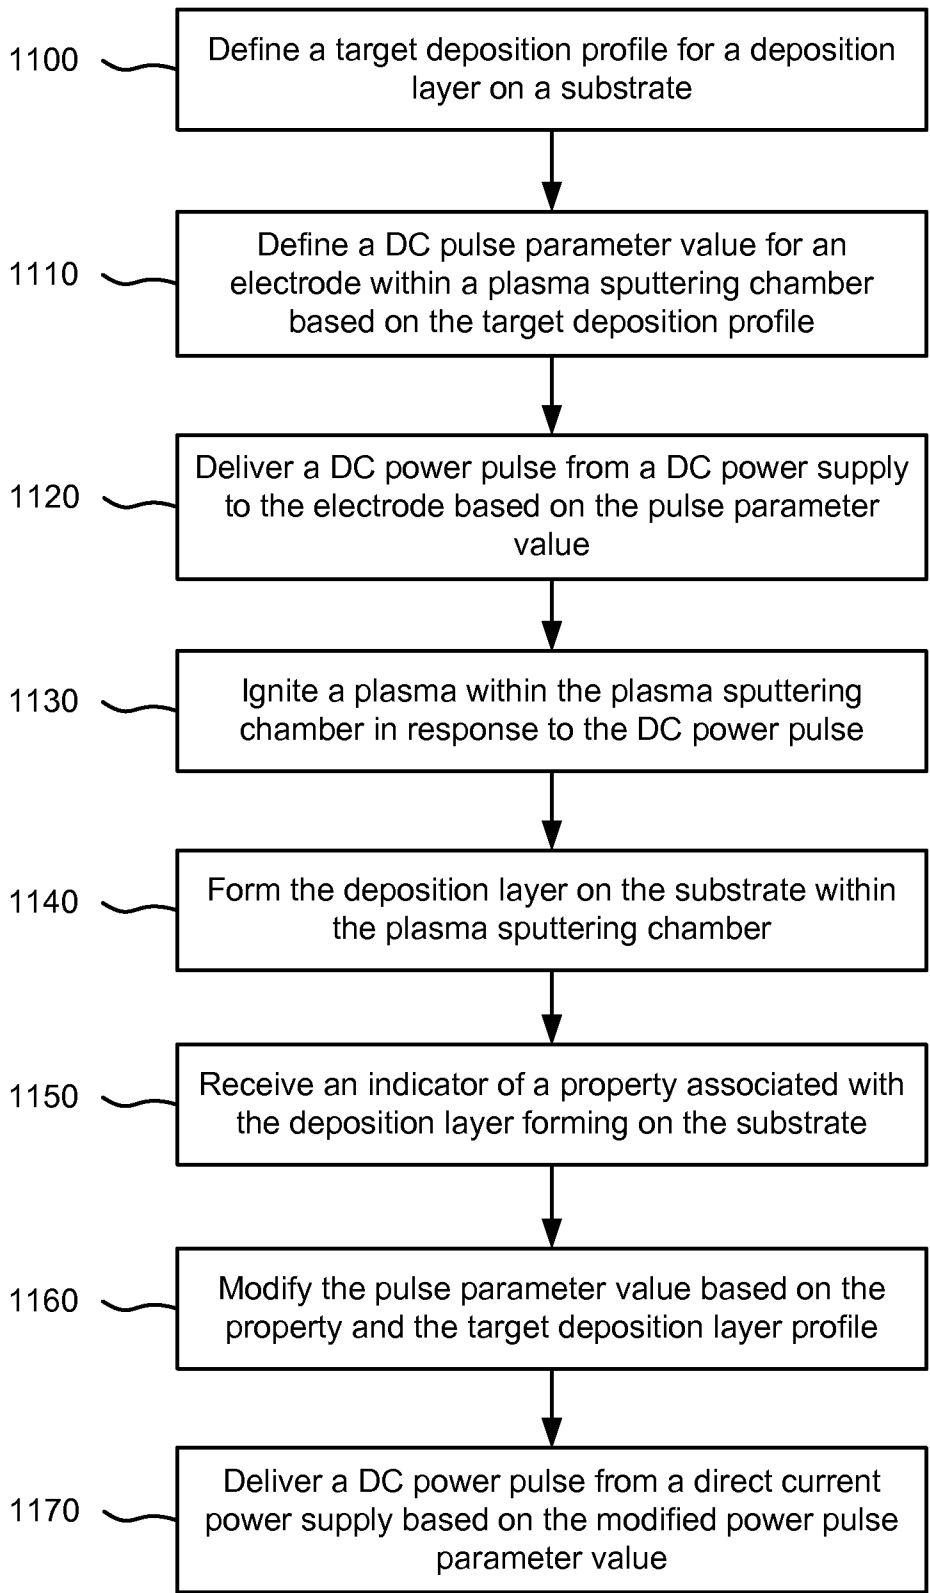 1100
Define a target deposition profile for a deposition
layer on a substrate
1110
Define a DC pulse parameter value for an
electrode within a plasma sputtering chamber
based on the target deposition profile
1120
Deliver a DC power pulse from a DC power supply
to the electrode based on the pulse parameter
value
1130
Ignite a plasma within the plasma sputtering
chamber in response to the DC power pulse
1140
Form the deposition layer on the substrate within
the plasma sputtering chamber
1150
Receive an indicator of a property associated with
the deposition layer forming on the substrate
1160
Modify the pulse parameter value based on the
property and the target deposition layer profile
1170
Deliver a DC power pulse from a direct current
power supply based on the modified power pulse
parameter value